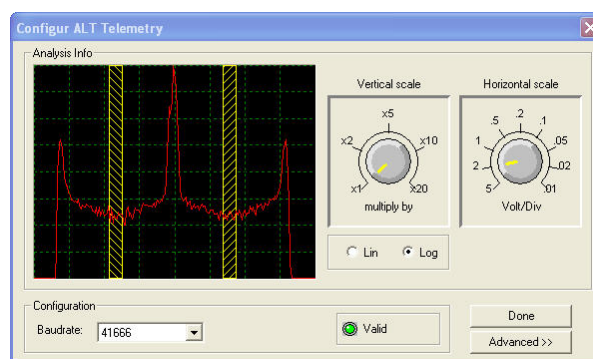 Configur ALT Telemetry
Analysis Info
Vertical scale
x1
x2
x5
x10
x20
multiply by
Lin
Log
Horizontal scale
5
2
1
.5
.2
.1
.05
.02
.01
Volt/Div
Configuration
Baudrate: 41666
Valid
Done
Advanced >>